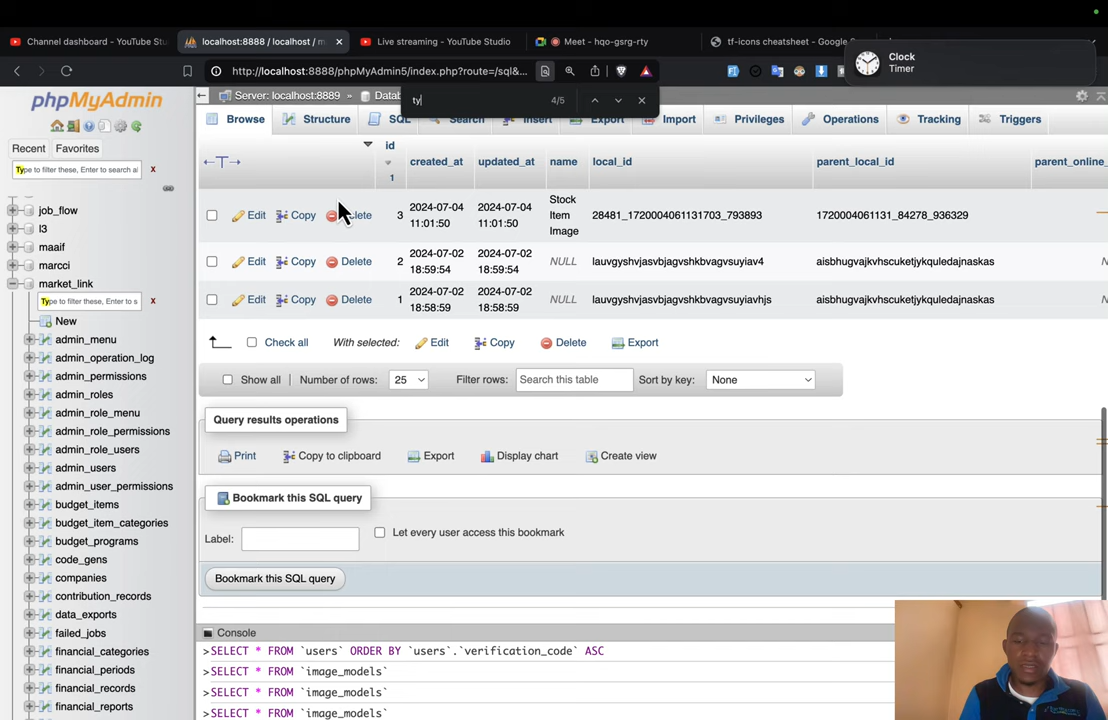 Channel dashboard - YouTube Stu
localhost:8888 / localhost / m
Live streaming - YouTube Studio
Meet - hqo-gsrg-rty
tf-icons cheatsheet - Google S
Clock
Timer
http://localhost:8888/phpMyAdmin5/index.php?route=/sql&...
ty
4/5
phpMyAdmin
Recent
Favorites
Type to filter these, Enter to search al
X
job_flow
l3
maaif
marcci
market_link
Type to filter these, Enter to s
X
New
admin_menu
admin_operation_log
admin_permissions
admin_roles
admin_role_menu
admin_role_permissions
admin_role_users
admin_users
admin_user_permissions
budget_items
budget_item_categories
budget_programs
code_gens
companies
contribution_records
data_exports
failed_jobs
financial_categories
financial_periods
financial_records
financial_reports
Server: localhost:8889 » Datab
Browse
Structure
SQL
Search
Insert
Export
Import
Privileges
Operations
Tracking
Triggers
id 1 created_at updated_at name local_id parent_local_id parent_online_
Edit Copy Delete 3 2024-07-04 11:01:50 2024-07-04 11:01:50 Stock Item Image 28481_1720004061131703_793893 1720004061131_84278_936329
Edit Copy Delete 2 2024-07-02 18:59:54 2024-07-02 18:59:54 NULL lauvgyshvjasvbjagvshkbvagvsuyiav4 aisbhugvajkvhscuketjykquledajnaskas N
Edit Copy Delete 1 2024-07-02 18:58:59 2024-07-02 18:58:59 NULL lauvgyshvjasvbjagvshkbvagvsuyiavhjs aisbhugvajkvhscuketjykquledajnaskas N
Check all With selected: Edit Copy Delete Export
Show all Number of rows: 25 Filter rows: Search this table Sort by key: None
Query results operations
Print Copy to clipboard Export Display chart Create view
Bookmark this SQL query
Label: Let every user access this bookmark
Bookmark this SQL query
Console
>SELECT * FROM `users` ORDER BY `users`.`verification_code` ASC
>SELECT * FROM `image_models`
>SELECT * FROM `image_models`
>SELECT * FROM `image_models`